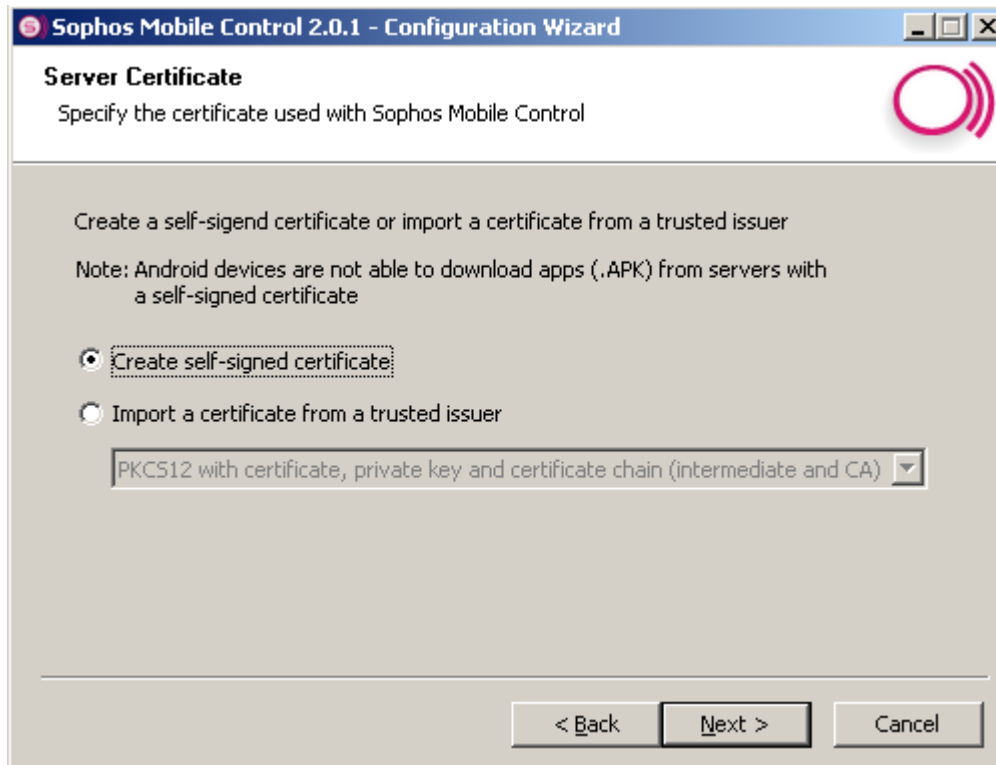 Sophos Mobile Control 2.0.1 - Configuration Wizard
Server Certificate
Specify the certificate used with Sophos Mobile Control
Create a self-sigend certificate or import a certificate from a trusted issuer
Note: Android devices are not able to download apps (.APK) from servers with
a self-signed certificate
Create self-signed certificate
Import a certificate from a trusted issuer
PKCS12 with certificate, private key and certificate chain (intermediate and CA)
< Back
Next >
Cancel